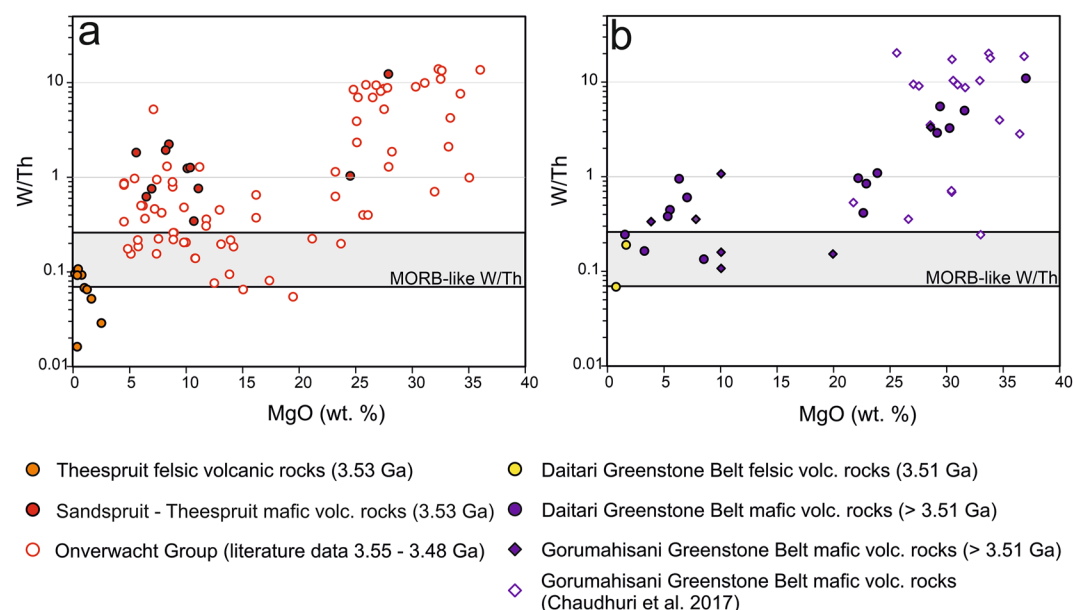 a
10
1
0.1
0.01
W/Th
MORB-like W/Th
0 5 10 15 20 25 30 35 40
MgO (wt. %)
b
10
1
0.1
0.01
W/Th
MORB-like W/Th
0 5 10 15 20 25 30 35 40
MgO (wt. %)
Theespruit felsic volcanic rocks (3.53 Ga)
Sandspruit - Theespruit mafic volc. rocks (3.53 Ga)
Onverwacht Group (literature data 3.55 - 3.48 Ga)
Daitari Greenstone Belt felsic volc. rocks (3.51 Ga)
Daitari Greenstone Belt mafic volc. rocks (> 3.51 Ga)
Gorumahisani Greenstone Belt mafic volc. rocks (> 3.51 Ga)
Gorumahisani Greenstone Belt mafic volc. rocks
(Chaudhuri et al. 2017)